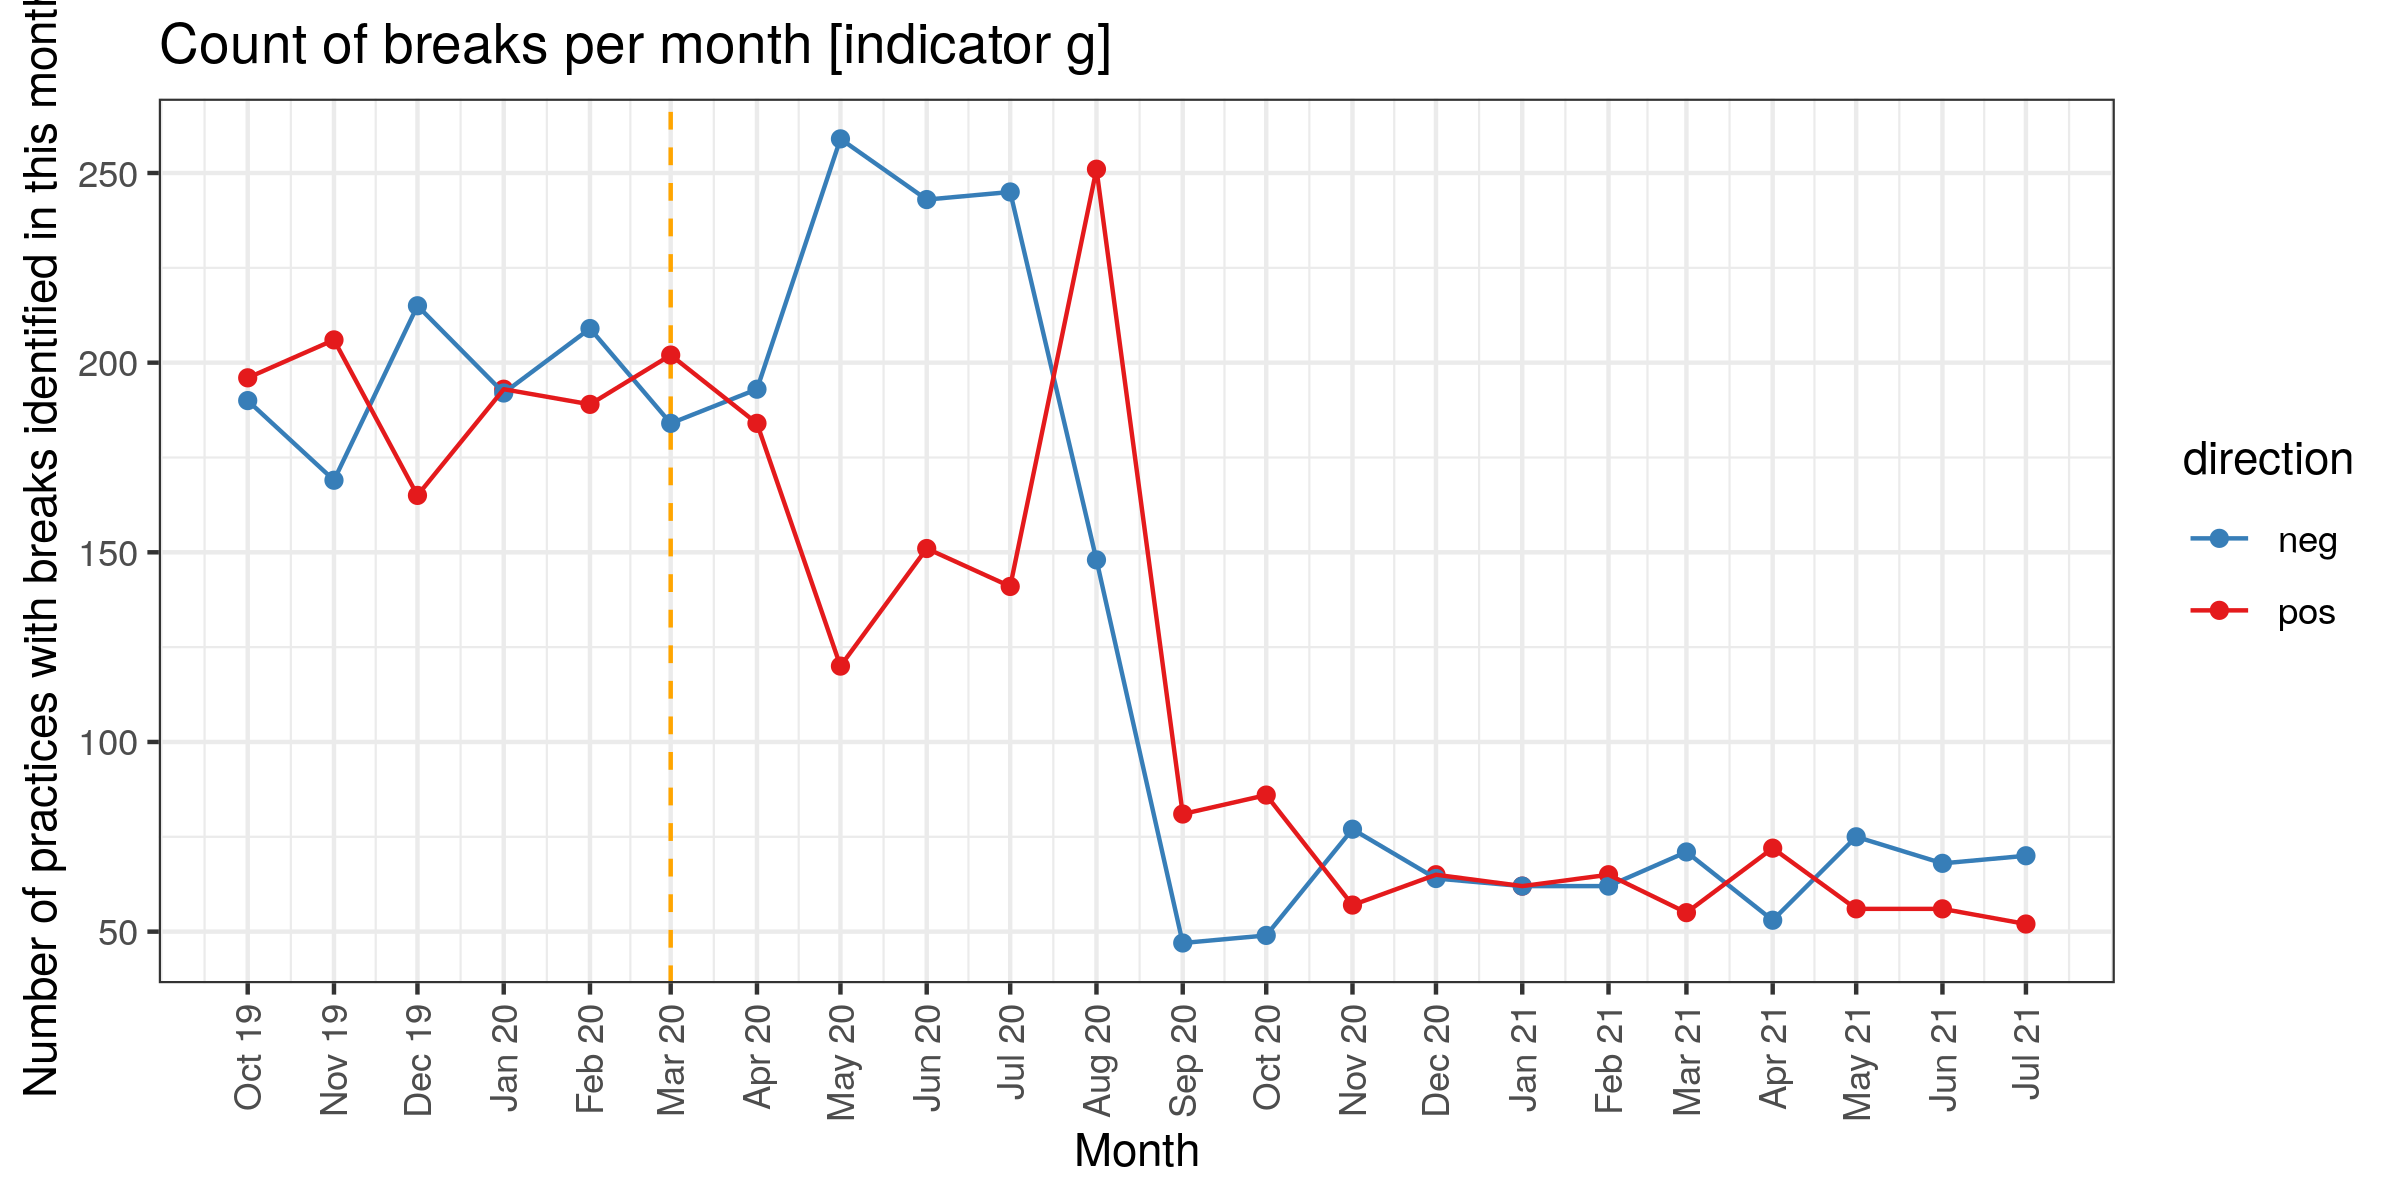 Count of breaks per month [indicator g]
Number of practices with breaks identified in this month
250
200
150
100
50
Oct 19
Nov 19
Dec 19
Jan 20
Feb 20
Mar 20
Apr 20
May 20
Jun 20
Jul 20
Aug 20
Sep 20
Oct 20
Nov 20
Dec 20
Jan 21
Feb 21
Mar 21
Apr 21
May 21
Jun 21
Jul 21
Month
direction
neg
pos